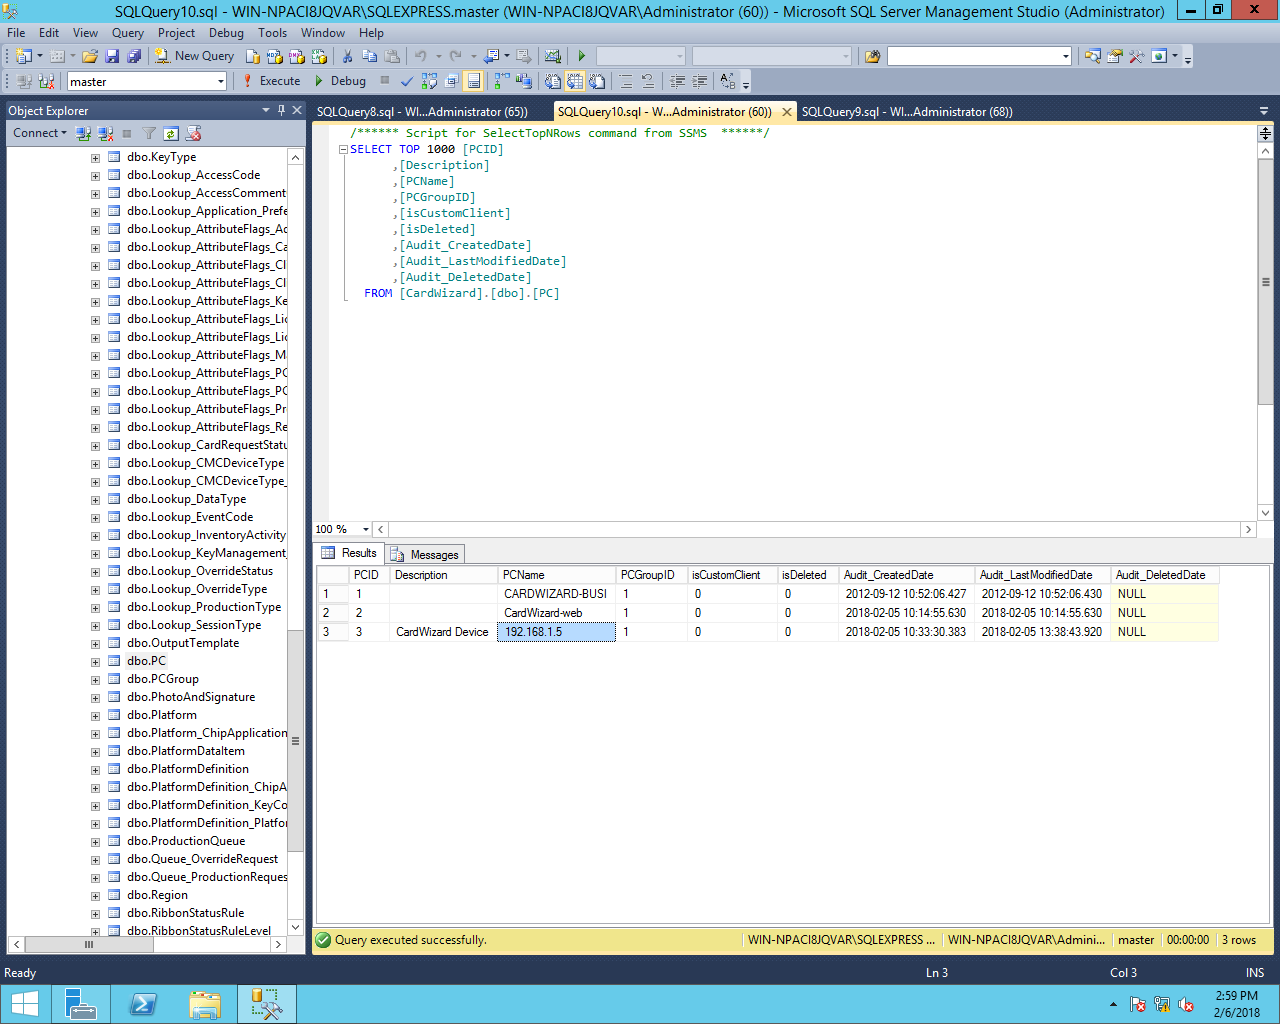 SQLQuery10.sql - WIN-NPACI8JQVAR\SQLEXPRESS.master (WIN-NPACI8JQVAR\Administrator (60)) - Microsoft SQL Server Management Studio (Administrator)
File Edit View Query Project Debug Tools Window Help
New Query
master
Execute Debug
Object Explorer
Connect
dbo.KeyType
dbo.Lookup_AccessCode
dbo.Lookup_AccessComment
dbo.Lookup_Application_Prefe
dbo.Lookup_AttributeFlags_Ac
dbo.Lookup_AttributeFlags_Ca
dbo.Lookup_AttributeFlags_Cl
dbo.Lookup_AttributeFlags_Cl
dbo.Lookup_AttributeFlags_Ke
dbo.Lookup_AttributeFlags_Lic
dbo.Lookup_AttributeFlags_Lic
dbo.Lookup_AttributeFlags_Ma
dbo.Lookup_AttributeFlags_PC
dbo.Lookup_AttributeFlags_PC
dbo.Lookup_AttributeFlags_Pr
dbo.Lookup_AttributeFlags_Re
dbo.Lookup_CardRequestStatu
dbo.Lookup_CMCDeviceType
dbo.Lookup_CMCDeviceType_
dbo.Lookup_DataType
dbo.Lookup_EventCode
dbo.Lookup_InventoryActivity
dbo.Lookup_KeyManagement_
dbo.Lookup_OverrideStatus
dbo.Lookup_OverrideType
dbo.Lookup_ProductionType
dbo.Lookup_SessionType
dbo.OutputTemplate
dbo.PC
dbo.PCGroup
dbo.PhotoAndSignature
dbo.Platform
dbo.Platform_ChipApplication
dbo.PlatformDataItem
dbo.PlatformDefinition
dbo.PlatformDefinition_ChipA
dbo.PlatformDefinition_KeyCo
dbo.PlatformDefinition_Platfor
dbo.ProductionQueue
dbo.Queue_OverrideRequest
dbo.Queue_ProductionReques
dbo.Region
dbo.RibbonStatusRule
dbo.RibbonStatusRuleLevel
SQLQuery8.sql - WI...Administrator (65)) SQLQuery10.sql - W...Administrator (60)) SQLQuery9.sql - WI...Administrator (68))
/****** Script for SelectTopNRows command from SSMS ******/
SELECT TOP 1000 [PCID]
,[Description]
,[PCName]
,[PCGroupID]
,[isCustomClient]
,[isDeleted]
,[Audit_CreatedDate]
,[Audit_LastModifiedDate]
,[Audit_DeletedDate]
FROM [CardWizard].[dbo].[PC]
100 %
Results Messages
PCID Description PCName PCGroupID isCustomClient isDeleted Audit_CreatedDate Audit_LastModifiedDate Audit_DeletedDate
1 1 CARDWIZARD-BUSI 1 0 0 2012-09-12 10:52:06.427 2012-09-12 10:52:06.430 NULL
2 2 CardWizard-web 1 0 0 2018-02-05 10:14:55.630 2018-02-05 10:14:55.630 NULL
3 3 CardWizard Device 192.168.1.5 1 0 0 2018-02-05 10:33:30.383 2018-02-05 13:38:43.920 NULL
Query executed successfully. WIN-NPACI8JQVAR\SQLEXPRESS ... WIN-NPACI8JQVAR\Admini... master 00:00:00 3 rows
Ready Ln 3 Col 3 INS
2:59 PM
2/6/2018